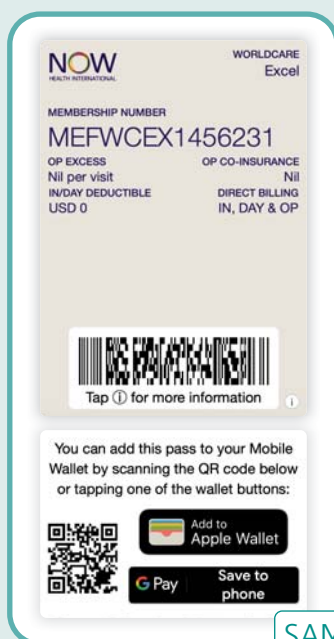 NOW
HEALTH INTERNATIONAL
WORLDCARE
Excel
MEMBERSHIP NUMBER
MEFWCEX1456231
OP EXCESS
Nil per visit
OP CO-INSURANCE
Nil
IN/DAY DEDUCTIBLE
USD 0
DIRECT BILLING
IN, DAY & OP
Tap ⓘ for more information
You can add this pass to your Mobile
Wallet by scanning the QR code below
or tapping one of the wallet buttons:
Add to
Apple Wallet
G Pay
Save to
phone